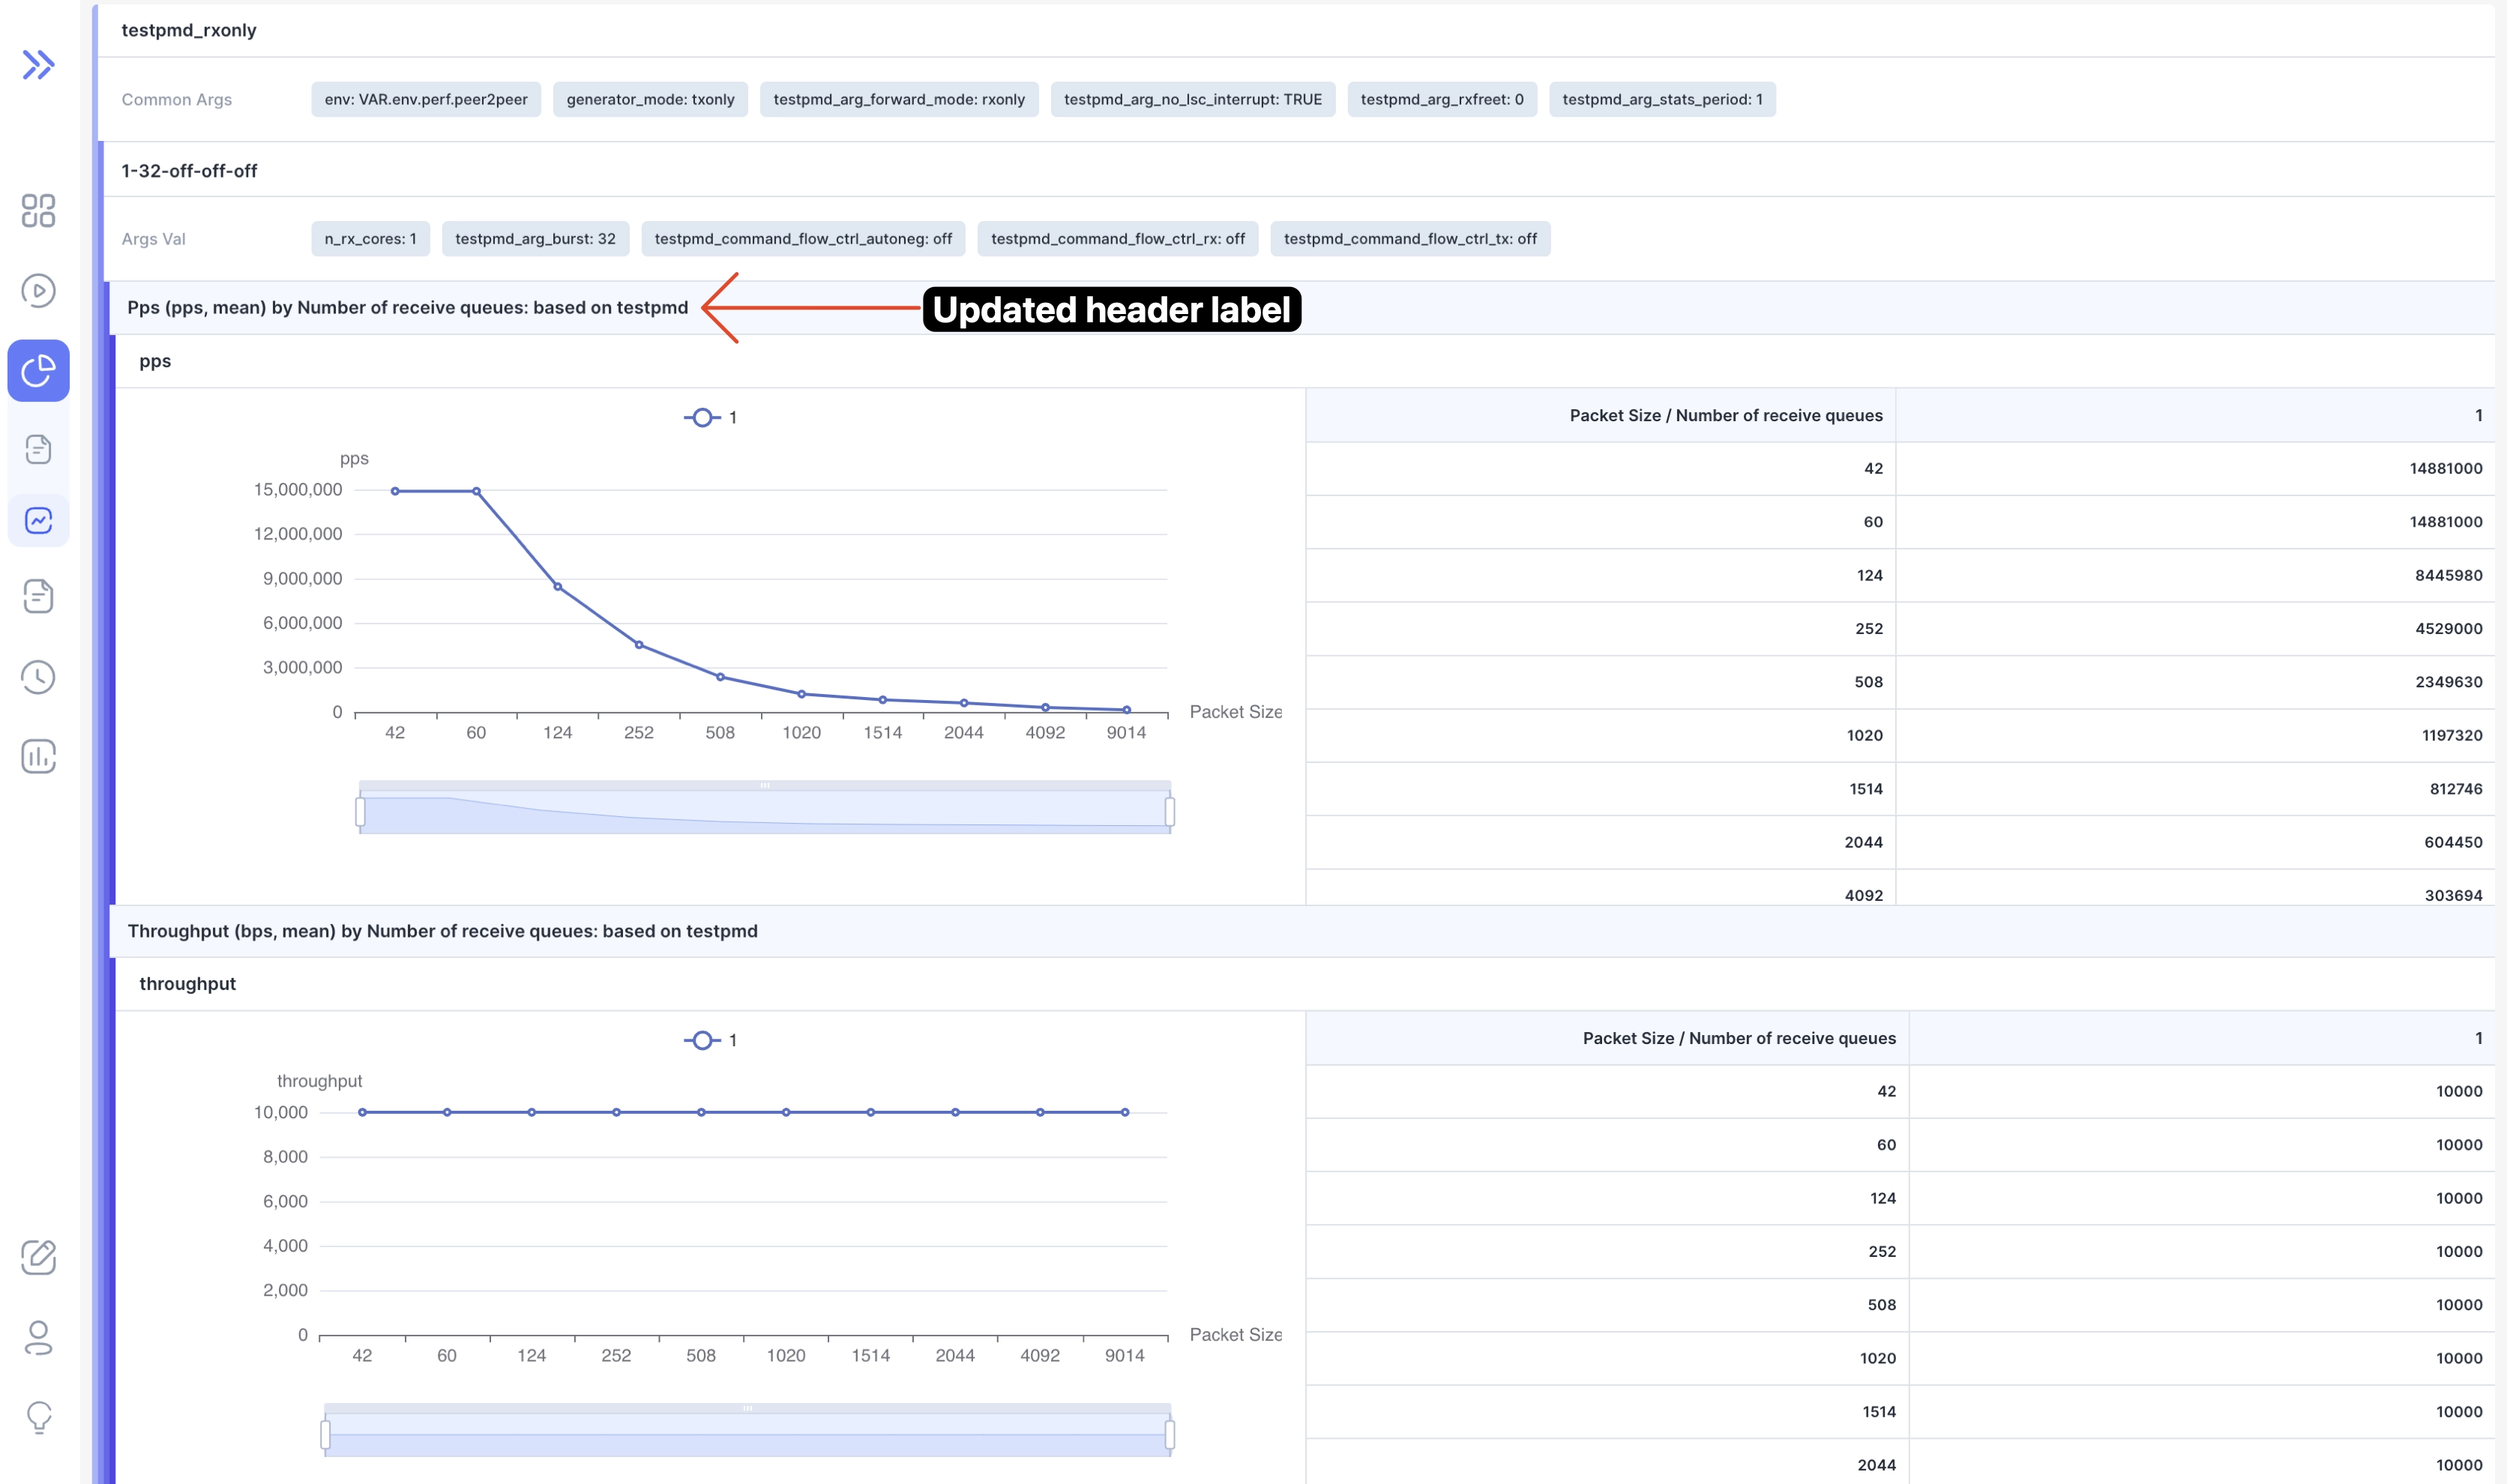 testpmd_rxonly
Common Args env: VAR.env.perf.peer2peer generator_mode: txonly testpmd_arg_forward_mode: rxonly testpmd_arg_no_lsc_interrupt: TRUE testpmd_arg_rxfreet: 0 testpmd_arg_stats_period: 1
1-32-off-off-off
Args Val n_rx_cores: 1 testpmd_arg_burst: 32 testpmd_command_flow_ctrl_autoneg: off testpmd_command_flow_ctrl_rx: off testpmd_command_flow_ctrl_tx: off
Pps (pps, mean) by Number of receive queues: based on testpmd
Updated header label
pps
1
pps
15,000,000
12,000,000
9,000,000
6,000,000
3,000,000
0
Packet Size
42 60 124 252 508 1020 1514 2044 4092 9014
Packet Size / Number of receive queues 1
42 14881000
60 14881000
124 8445980
252 4529000
508 2349630
1020 1197320
1514 812746
2044 604450
4092 303694
Throughput (bps, mean) by Number of receive queues: based on testpmd
throughput
1
throughput
10,000
8,000
6,000
4,000
2,000
0
Packet Size
42 60 124 252 508 1020 1514 2044 4092 9014
Packet Size / Number of receive queues 1
42 10000
60 10000
124 10000
252 10000
508 10000
1020 10000
1514 10000
2044 10000